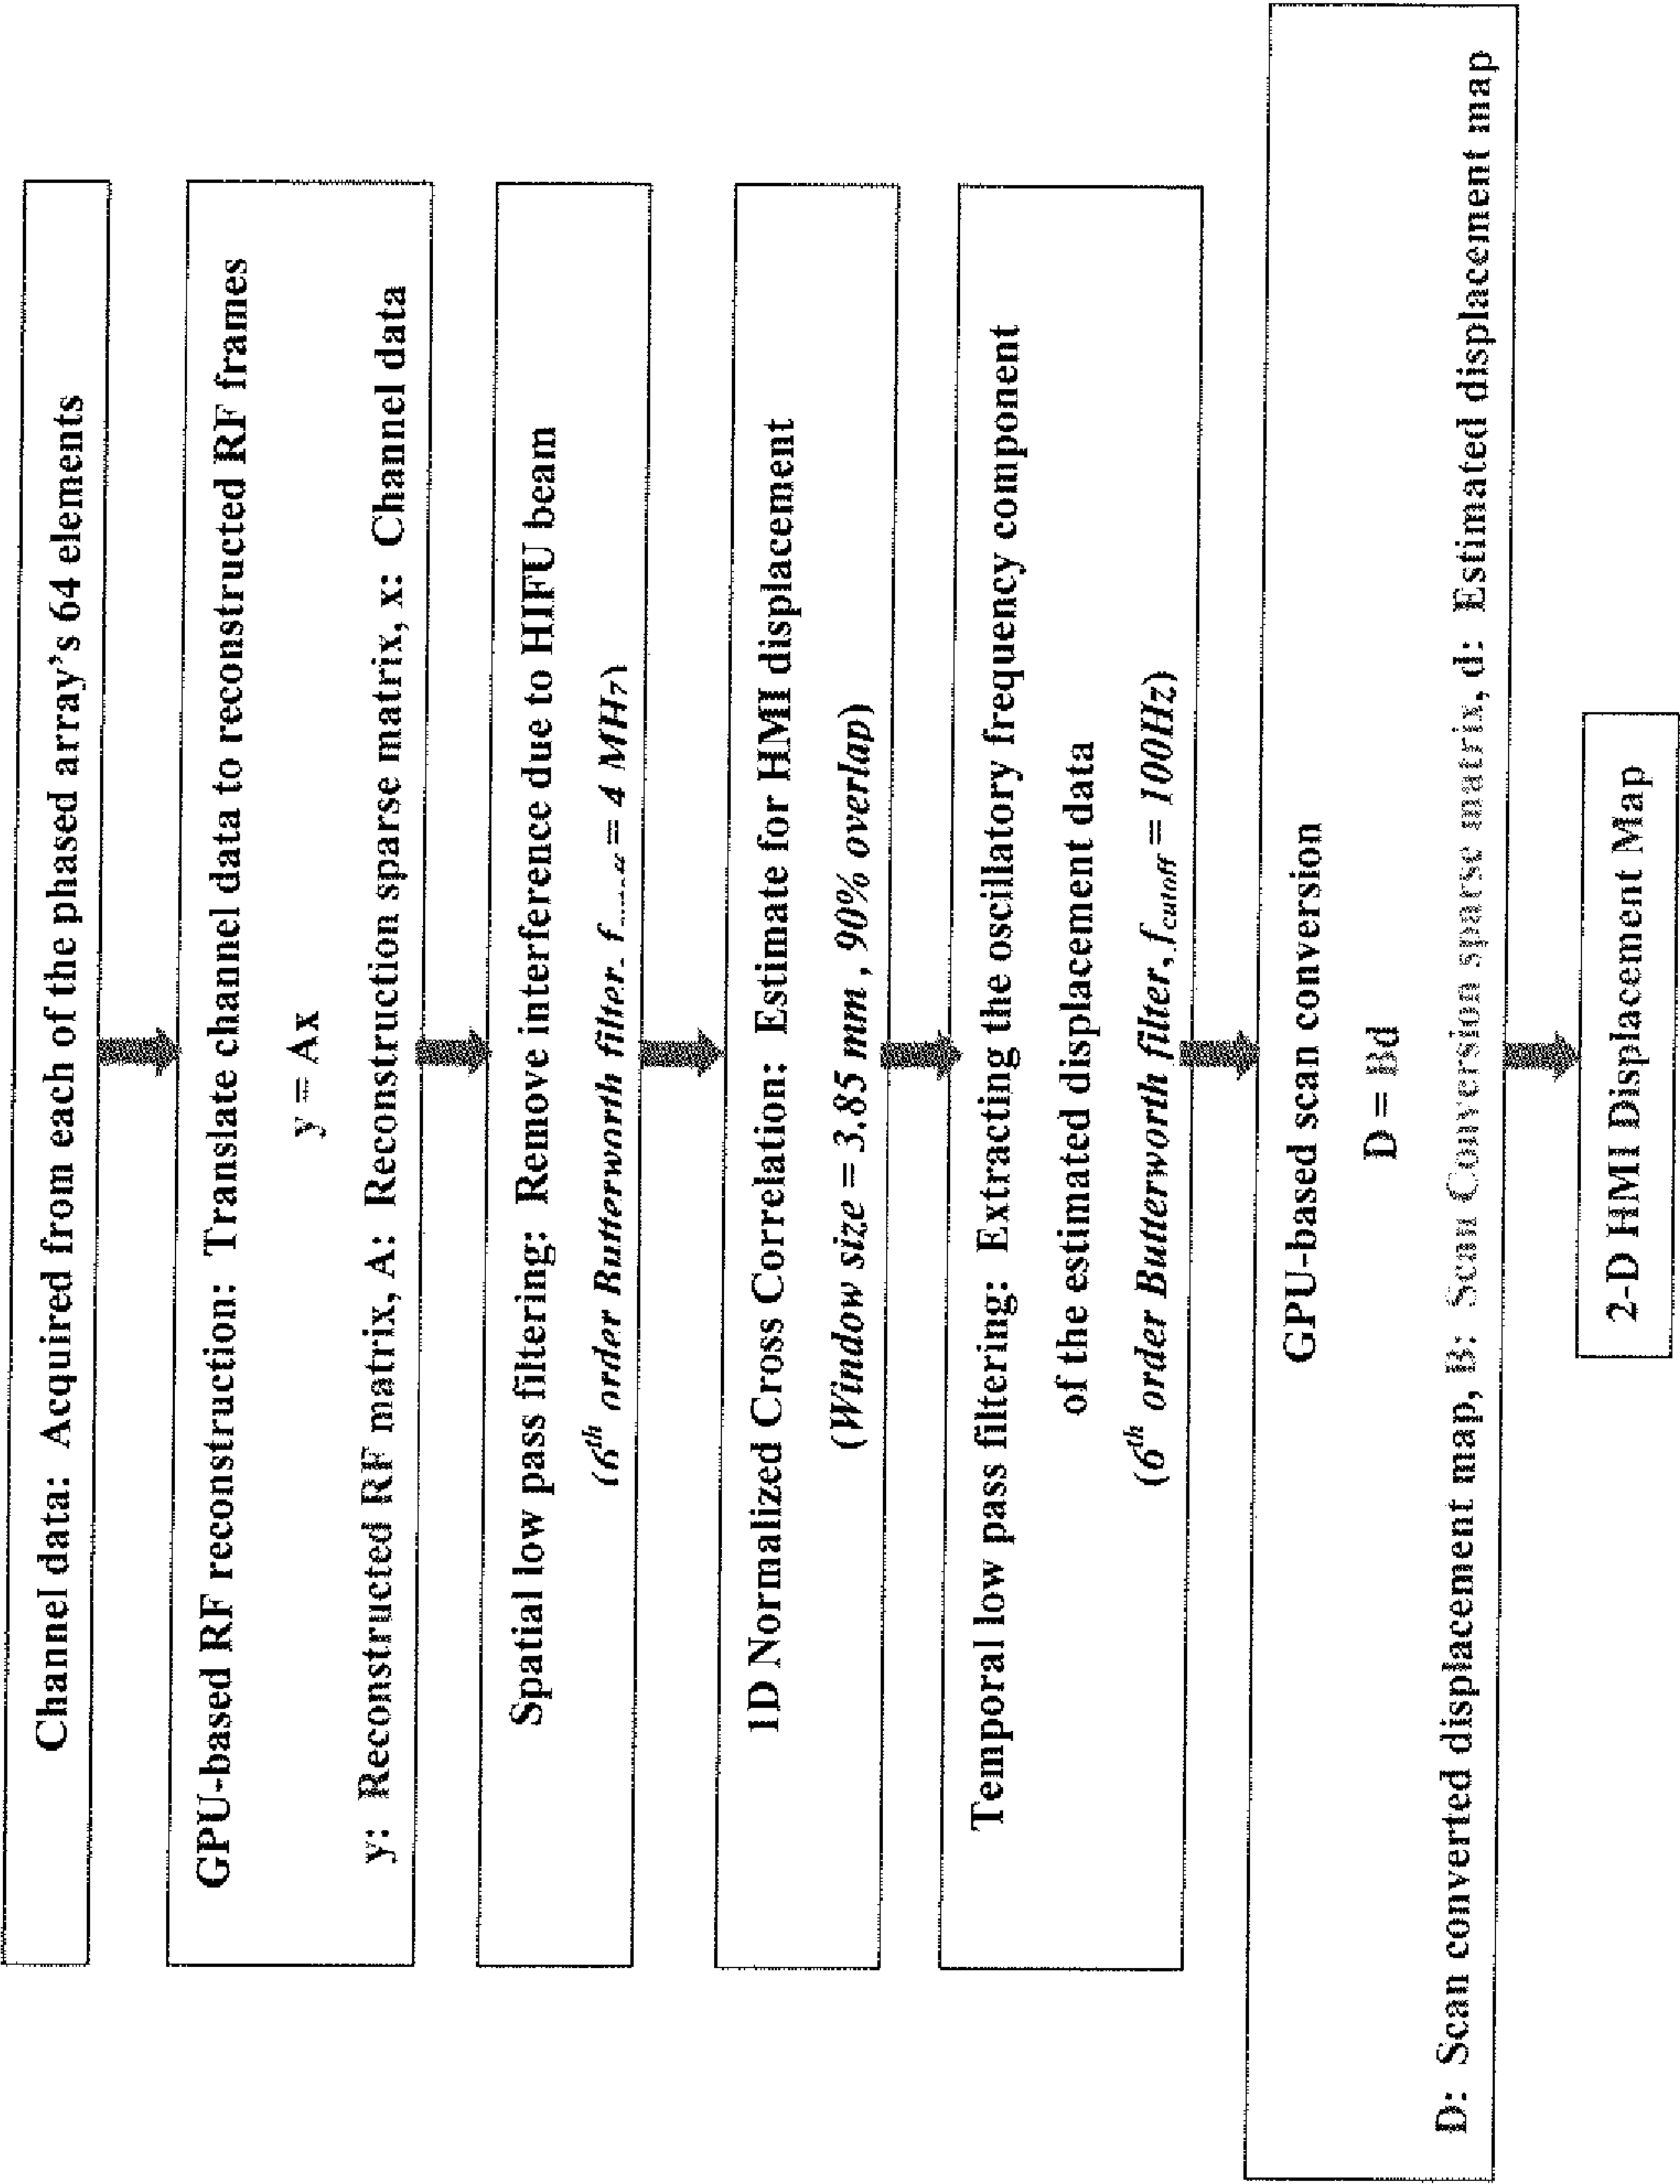 Channel data: Acquired from each of the phased array's 64 elements
GPU-based RF reconstruction: Translate channel data to reconstructed RF frames
y = Ax
y: Reconstructed RF matrix, A: Reconstruction sparse matrix, x: Channel data
Spatial low pass filtering: Remove interference due to HIFU beam
(6th order Butterworth filter, = 4 MHz)
1D Normalized Cross Correlation: Estimate for HMI displacement
(Window size = 3.85 mm , 90% overlap)
Temporal low pass filtering: Extracting the oscillatory frequency component
of the estimated displacement data
(6th order Butterworth filter, fcutoff = 100Hz)
GPU-based scan conversion
D = Bd
D: Scan converted displacement map, B: Scan Conversion sparse matrix, d: Estimated displacement map
2-D HMI Displacement Map